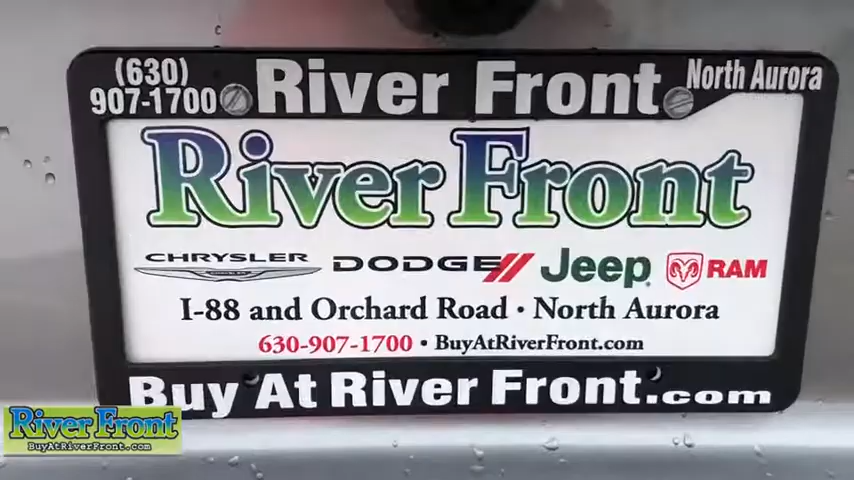 (630)
907-1700
River Front
North Aurora
River Front
CHRYSLER
DODGE
Jeep
RAM
I-88 and Orchard Road • North Aurora
630-907-1700 • BuyAtRiverFront.com
Buy At River Front.com
River Front
BuyAtRiverFront.com